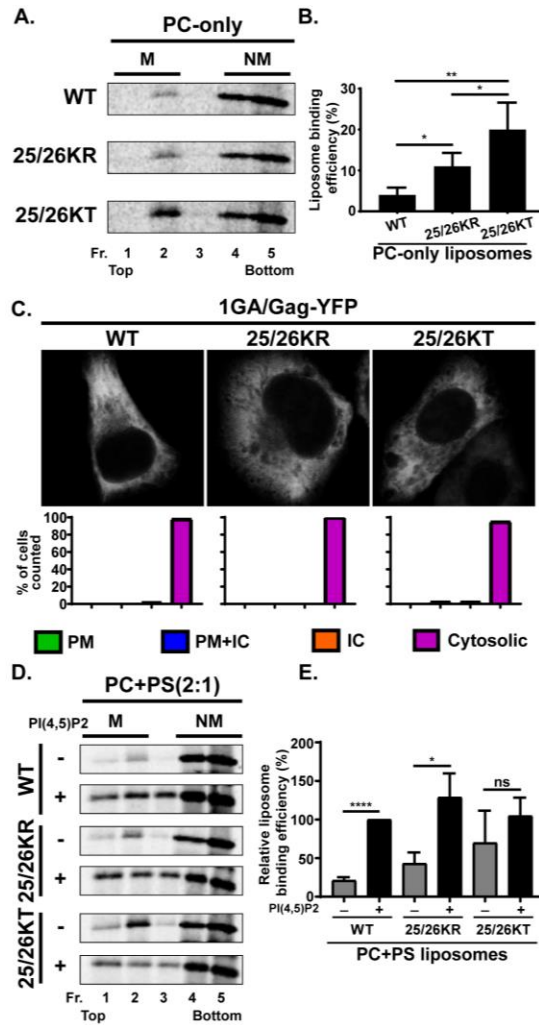 A.
PC-only
M NM
WT
25/26KR
25/26KT
Fr. 1 2 3 4 5
Top Bottom
B.
Liposome binding
efficiency (%)
30
20
10
0
**
*
*
WT 25/26KR 25/26KT
PC-only liposomes
C.
1GA/Gag-YFP
WT 25/26KR 25/26KT
% of cells
counted
100
80
60
40
20
0
PM PM+IC IC Cytosolic
D.
PC+PS(2:1)
PI(4,5)P2 M NM
WT
-
+
25/26KR
-
+
25/26KT
-
+
Fr. 1 2 3 4 5
Top Bottom
E.
Relative liposome
binding efficiency (%)
200
150
100
50
0
****
*
ns
PI(4,5)P2 – + – + – +
WT 25/26KR 25/26KT
PC+PS liposomes